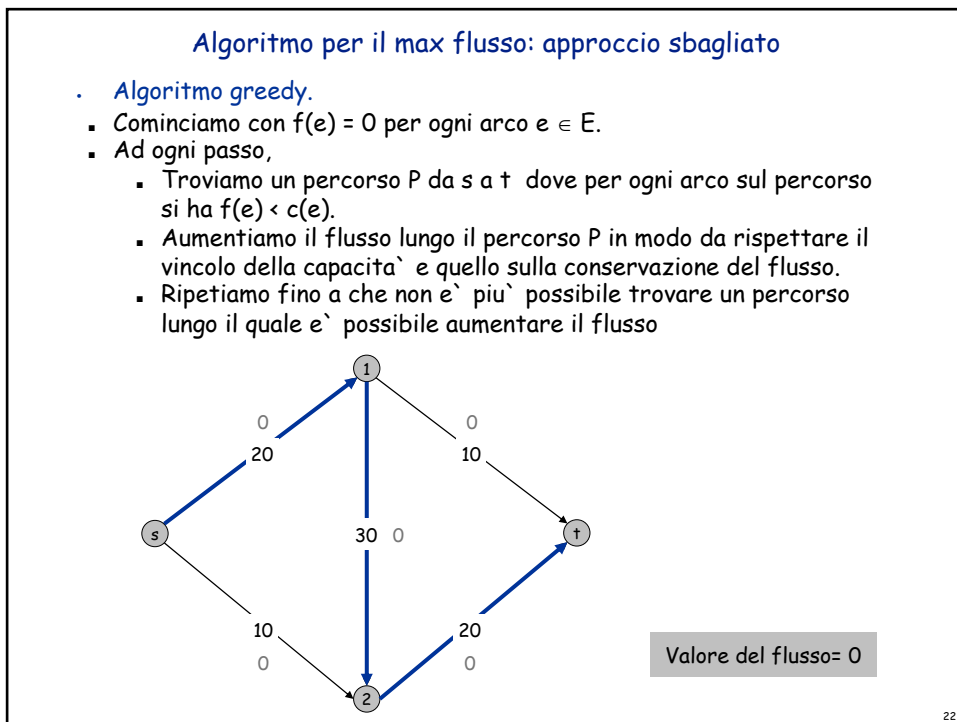 Algoritmo per il max flusso: approccio sbagliato
• Algoritmo greedy.
▪ Cominciamo con f(e) = 0 per ogni arco e ∈ E.
▪ Ad ogni passo,
▪ Troviamo un percorso P da s a t dove per ogni arco sul percorso
si ha f(e) < c(e).
▪ Aumentiamo il flusso lungo il percorso P in modo da rispettare il
vincolo della capacita` e quello sulla conservazione del flusso.
▪ Ripetiamo fino a che non e` piu` possibile trovare un percorso
lungo il quale e` possibile aumentare il flusso
1
0 0
20 10
s 30 0 t
10 20
0 0
Valore del flusso= 0
2
22